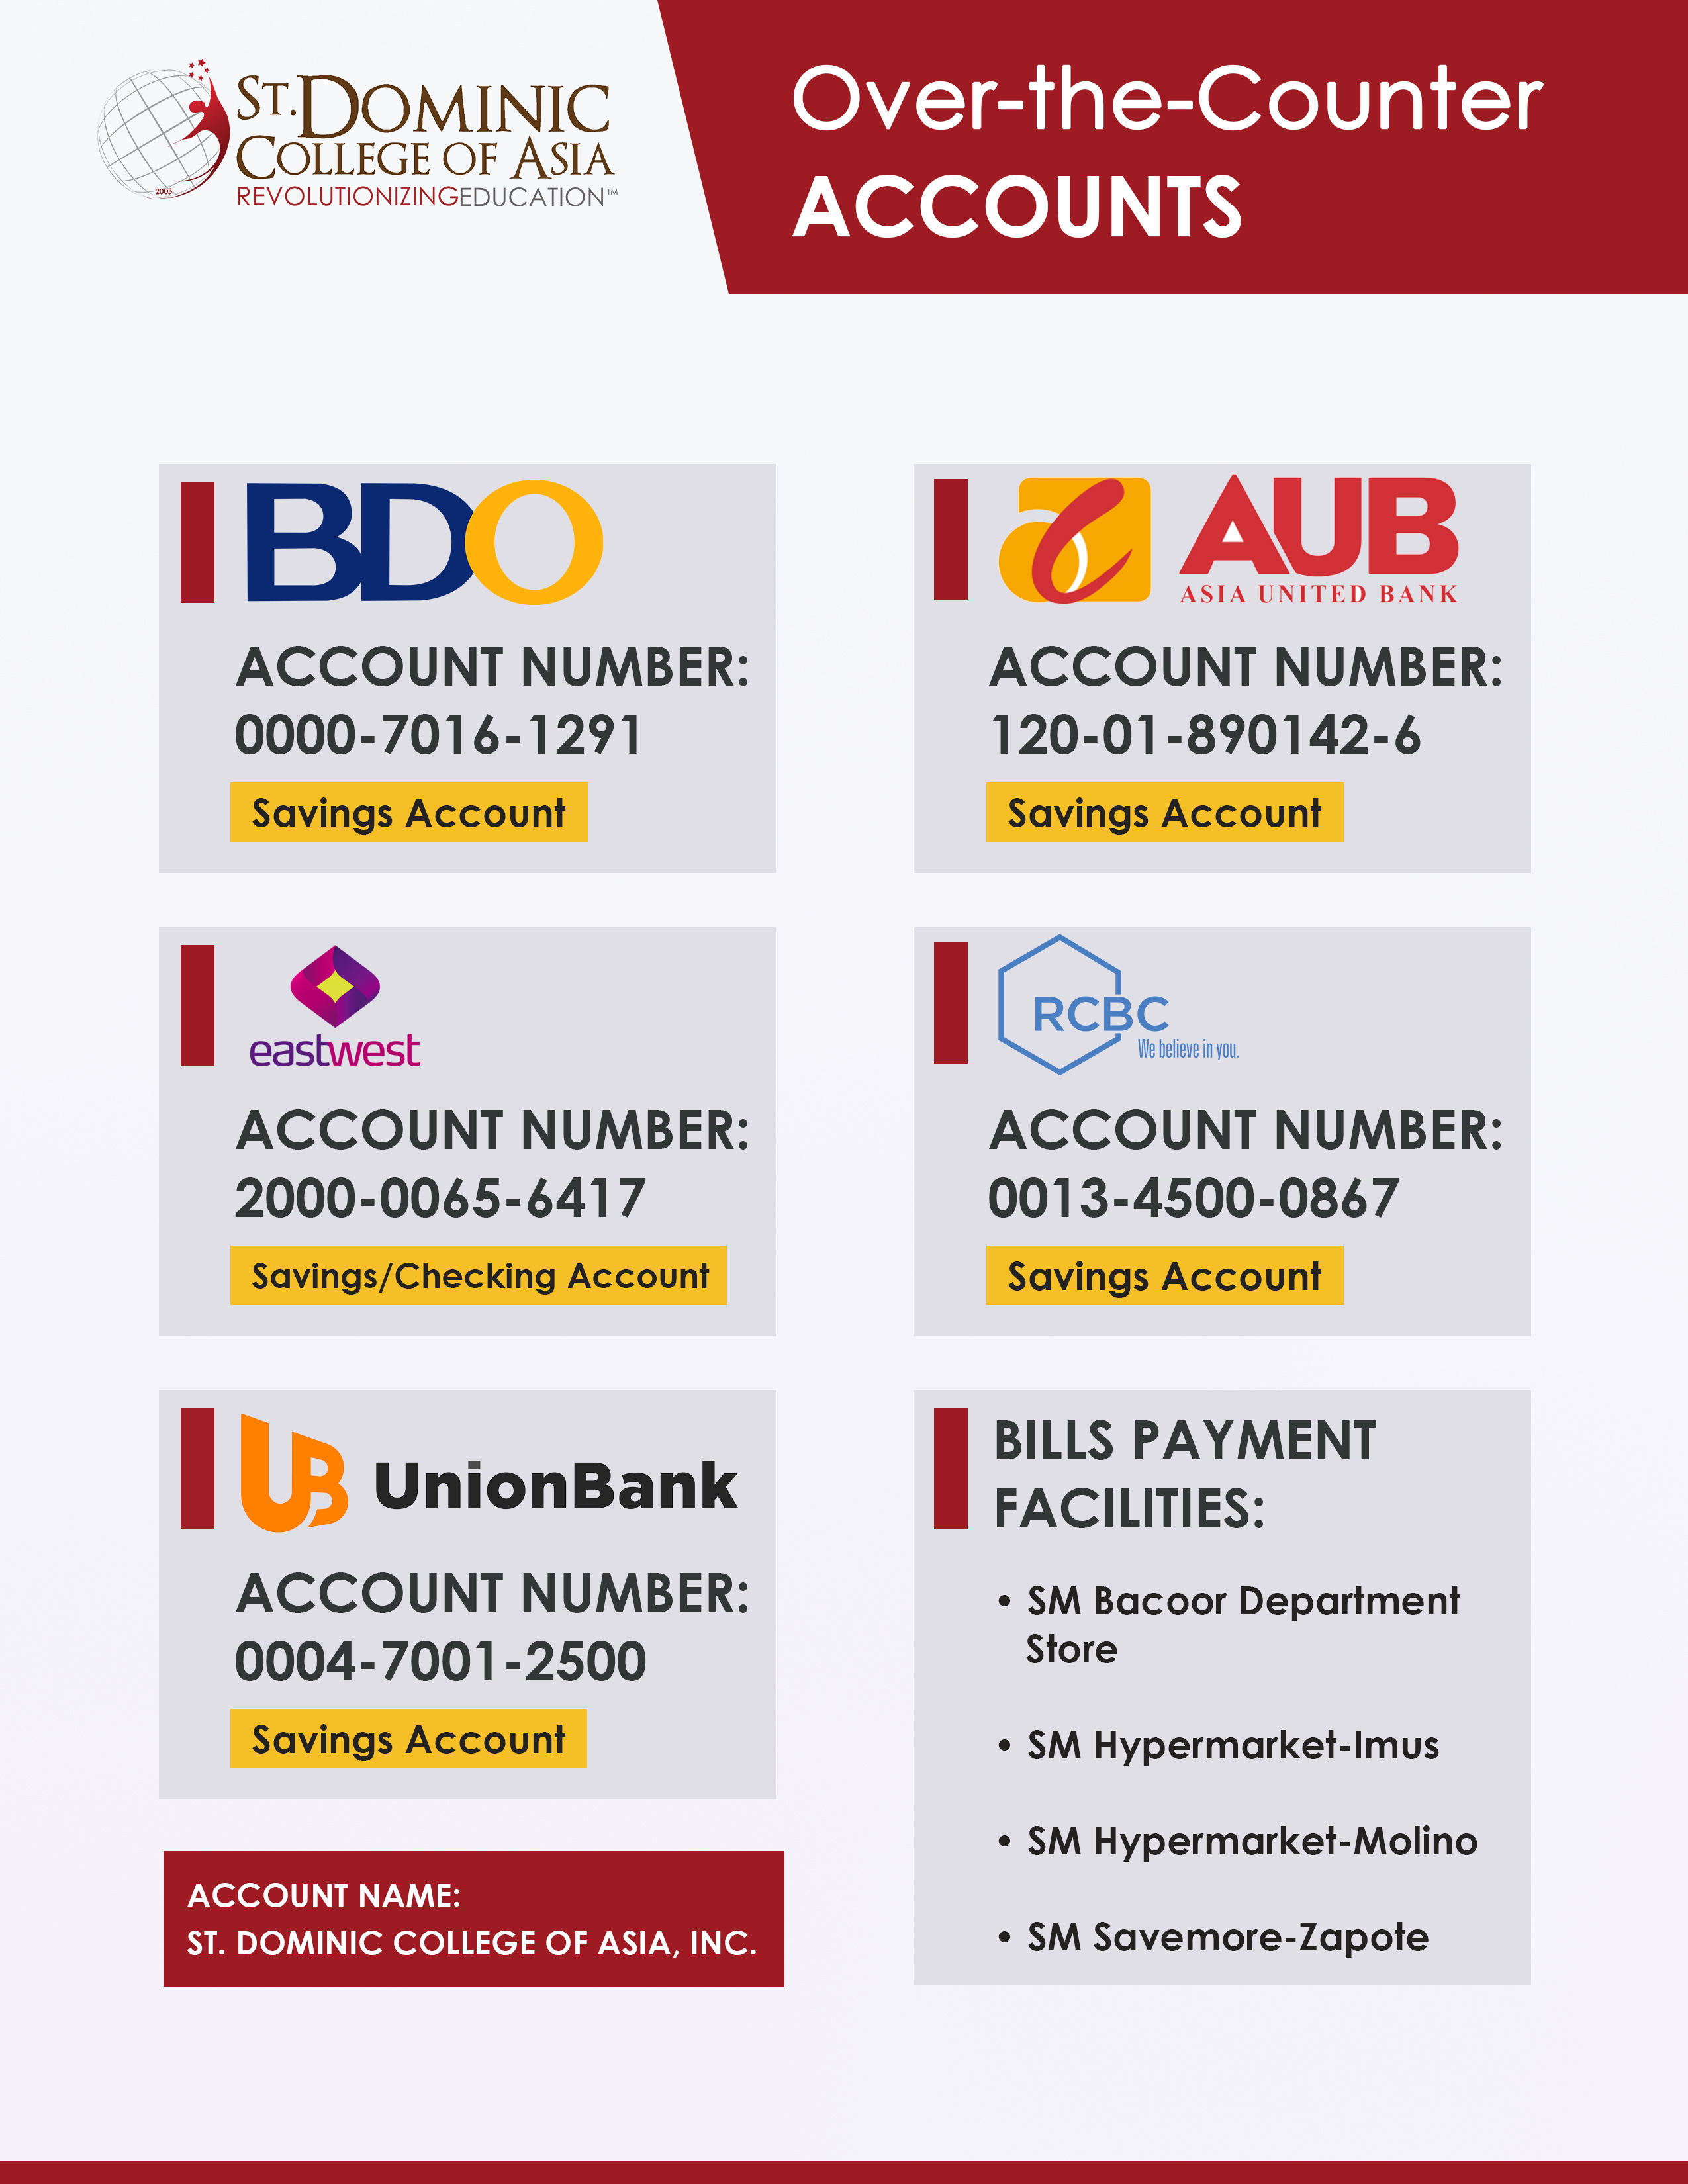 ST. DOMINIC
COLLEGE OF ASIA
REVOLUTIONIZINGEDUCATION™
2003
Over-the-Counter
ACCOUNTS
BDO
ACCOUNT NUMBER:
0000-7016-1291
Savings Account
AUB
ASIA UNITED BANK
ACCOUNT NUMBER:
120-01-890142-6
Savings Account
eastwest
ACCOUNT NUMBER:
2000-0065-6417
Savings/Checking Account
RCBC
We believe in you.
ACCOUNT NUMBER:
0013-4500-0867
Savings Account
UB UnionBank
ACCOUNT NUMBER:
0004-7001-2500
Savings Account
ACCOUNT NAME:
ST. DOMINIC COLLEGE OF ASIA, INC.
BILLS PAYMENT
FACILITIES:
• SM Bacoor Department
Store
• SM Hypermarket-Imus
• SM Hypermarket-Molino
• SM Savemore-Zapote